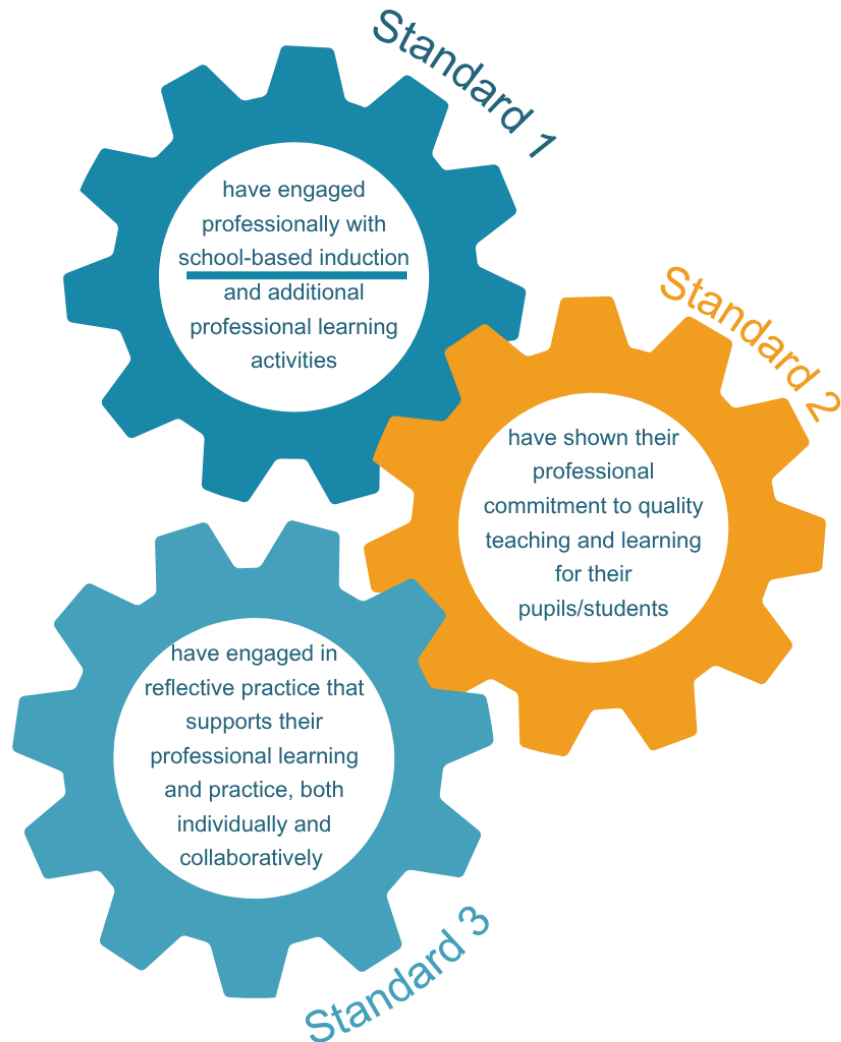 Standard 1
have engaged
professionally with
school-based induction
and additional
professional learning
activities
Standard 2
have shown their
professional
commitment to quality
teaching and learning
for their
pupils/students
have engaged in
reflective practice that
supports their
professional learning
and practice, both
individually and
collaboratively
Standard 3